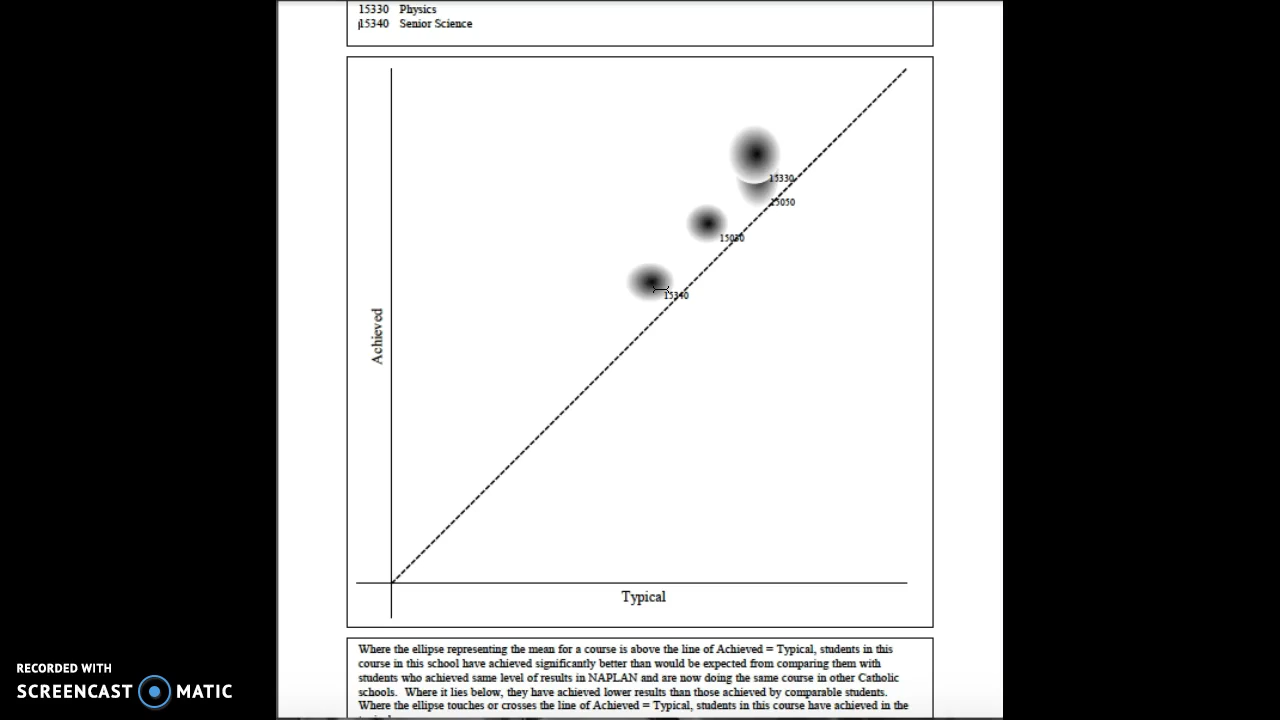 15330 Physics
15340 Senior Science
15330
15050
15030
15340
Achieved
Typical
Where the ellipse representing the mean for a course is above the line of Achieved = Typical, students in this
course in this school have achieved significantly better than would be expected from comparing them with
students who achieved same level of results in NAPLAN and are now doing the same course in other Catholic
schools. Where it lies below, they have achieved lower results than those achieved by comparable students.
Where the ellipse touches or crosses the line of Achieved = Typical, students in this course have achieved in the
RECORDED WITH
SCREENCAST MATIC